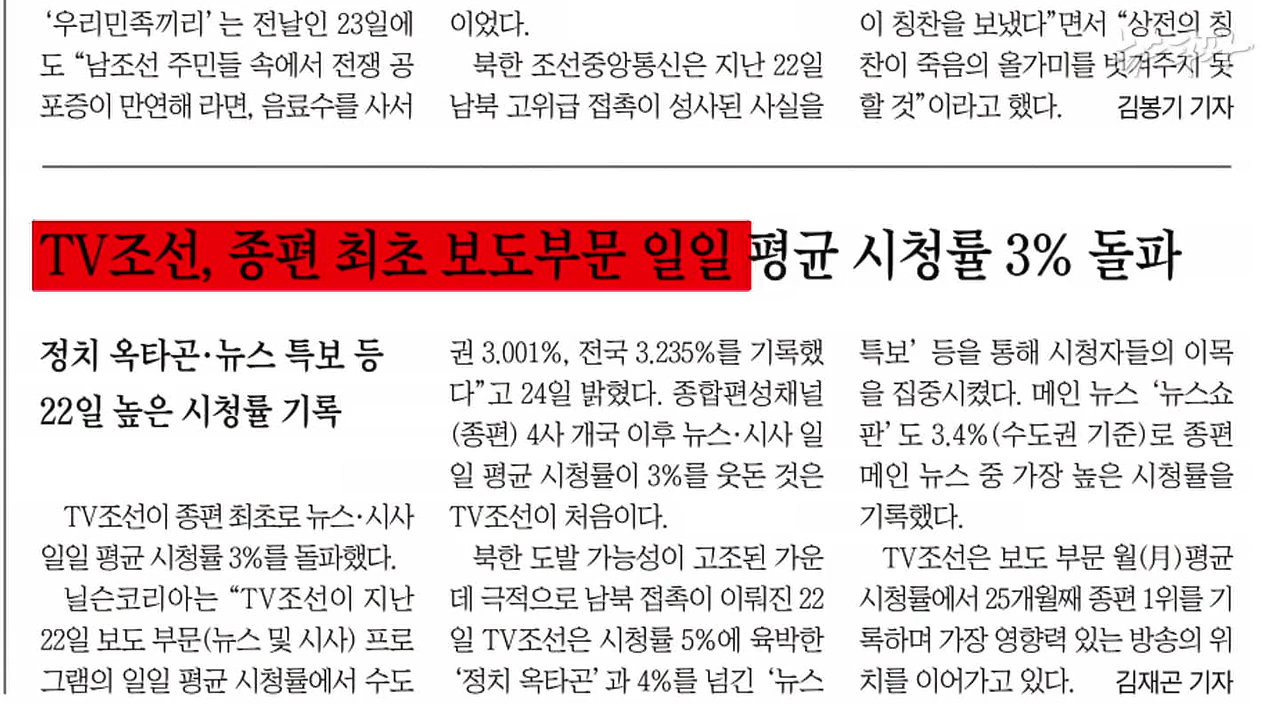 ‘우리민족끼리’는 전날인 23일에
도 “남조선 주민들 속에서 전쟁 공
포증이 만연해 라면, 음료수를 사서
이었다.
북한 조선중앙통신은 지난 22일
남북 고위급 접촉이 성사된 사실을
이 칭찬을 보냈다”면서 “상전의 칭
찬이 죽음의 올가미를 벗겨주지 못
할 것”이라고 했다. 김봉기 기자
TV조선, 종편 최초 보도부문 일일 평균 시청률 3% 돌파
정치 옥타곤·뉴스 특보 등
22일 높은 시청률 기록
TV조선이 종편 최초로 뉴스·시사
일일 평균 시청률 3%를 돌파했다.
닐슨코리아는 “TV조선이 지난
22일 보도 부문(뉴스 및 시사) 프로
그램의 일일 평균 시청률에서 수도
권 3.001%, 전국 3.235%를 기록했
다”고 24일 밝혔다. 종합편성채널
(종편) 4사 개국 이후 뉴스·시사 일
일 평균 시청률이 3%를 웃돈 것은
TV조선이 처음이다.
북한 도발 가능성이 고조된 가운
데 극적으로 남북 접촉이 이뤄진 22
일 TV조선은 시청률 5%에 육박한
‘정치 옥타곤’과 4%를 넘긴 ‘뉴스
특보’ 등을 통해 시청자들의 이목
을 집중시켰다. 메인 뉴스 ‘뉴스쇼
판’도 3.4%(수도권 기준)로 종편
메인 뉴스 중 가장 높은 시청률을
기록했다.
TV조선은 보도 부문 월(月)평균
시청률에서 25개월째 종편 1위를 기
록하며 가장 영향력 있는 방송의 위
치를 이어가고 있다. 김재곤 기자